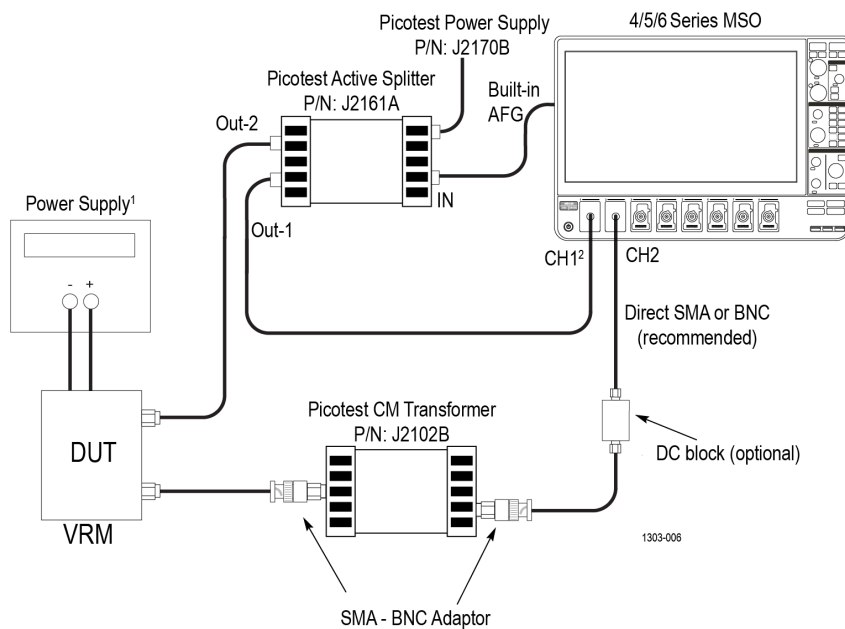 Picotest Power Supply
P/N: J2170B
4/5/6 Series MSO
Picotest Active Splitter
P/N: J2161A
Built-in
AFG
Out-2
IN
Power Supply¹
Out-1
- +
CH1²
CH2
Direct SMA or BNC
(recommended)
Picotest CM Transformer
P/N: J2102B
DUT
DC block (optional)
VRM
1303-006
SMA - BNC Adaptor